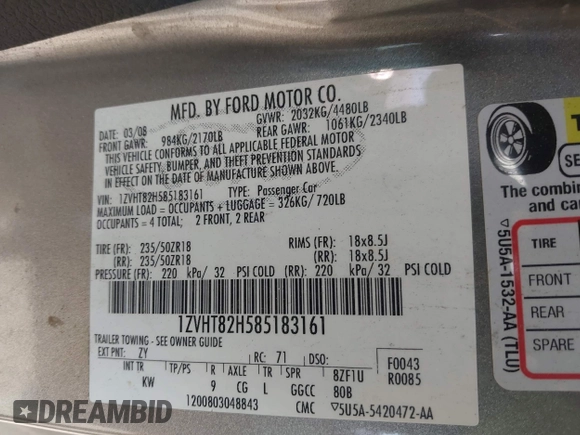 MFD. BY FORD MOTOR CO.
DATE: 03/08 GVWR: 2032KG/4480LB
FRONT GAWR: 984KG/2170LB REAR GAWR: 1061KG/2340LB
THIS VEHICLE CONFORMS TO ALL APPLICABLE FEDERAL MOTOR
VEHICLE SAFETY, BUMPER, AND THEFT PREVENTION STANDARDS
IN EFFECT ON THE DATE OF MANUFACTURE SHOWN ABOVE.
VIN: 1ZVHT82H585183161 TYPE: Passenger Car
MAXIMUM LOAD = OCCUPANTS + LUGGAGE = 326KG/720LB
OCCUPANTS = 4 TOTAL; 2 FRONT, 2 REAR
TIRE (FR): 235/50ZR18 RIMS (FR): 18x8.5J
(RR): 235/50ZR18 (RR): 18x8.5J
PRESSURE (FR): 220 kPa/ 32 PSI COLD (RR): 220 kPa/ 32 PSI COLD
1ZVHT82H585183161
TRAILER TOWING - SEE OWNER GUIDE
EXT PNT: ZY RC: 71 DSO: F0043
INT TR TP/PS R AXLE TR SPR 8ZF1U R0085
KW 9 CG L GGCC 80B
1200803048843 CMC ▽5U5A-5420472-AA
T
SE
The combin
and ca
TIRE
FRONT
REAR
SPARE
▽5U5A-1532-AA (TLU)
DREAMBID